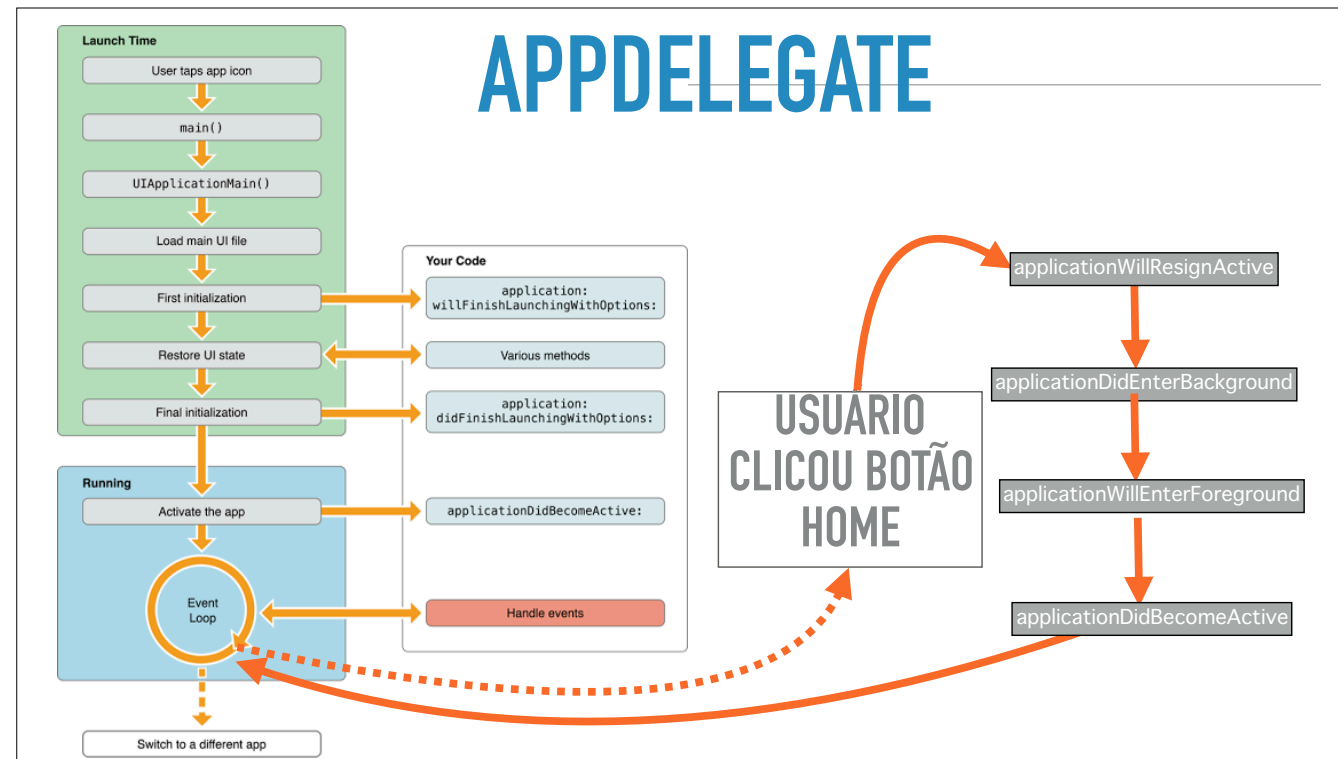 APPDELEGATE
Launch Time
User taps app icon
main()
UIApplicationMain()
Load main UI file
First initialization
Restore UI state
Final initialization
Running
Activate the app
Event
Loop
Switch to a different app
Your Code
application:
willFinishLaunchingWithOptions:
Various methods
application:
didFinishLaunchingWithOptions:
applicationDidBecomeActive:
Handle events
USUÁRIO
CLICOU BOTÃO
HOME
applicationWillResignActive
applicationDidEnterBackground
applicationWillEnterForeground
applicationDidBecomeActive